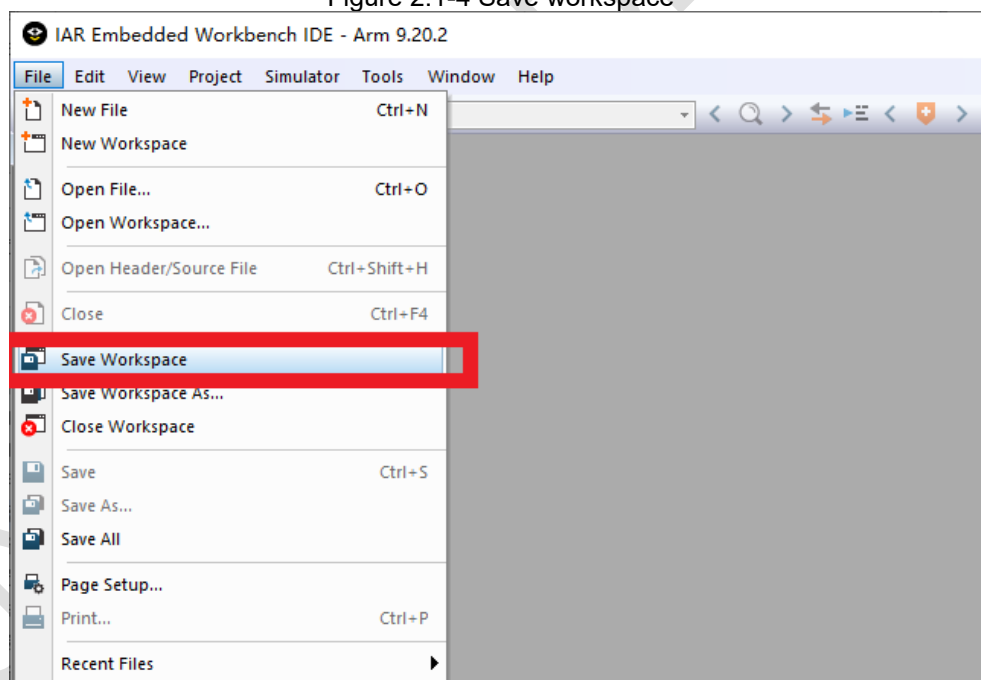 Figure 2.1-4 Save workspace
IAR Embedded Workbench IDE - Arm 9.20.2
File Edit View Project Simulator Tools Window Help
New File Ctrl+N
New Workspace
Open File... Ctrl+O
Open Workspace...
Open Header/Source File Ctrl+Shift+H
Close Ctrl+F4
Save Workspace
Save Workspace As...
Close Workspace
Save Ctrl+S
Save As...
Save All
Page Setup...
Print... Ctrl+P
Recent Files